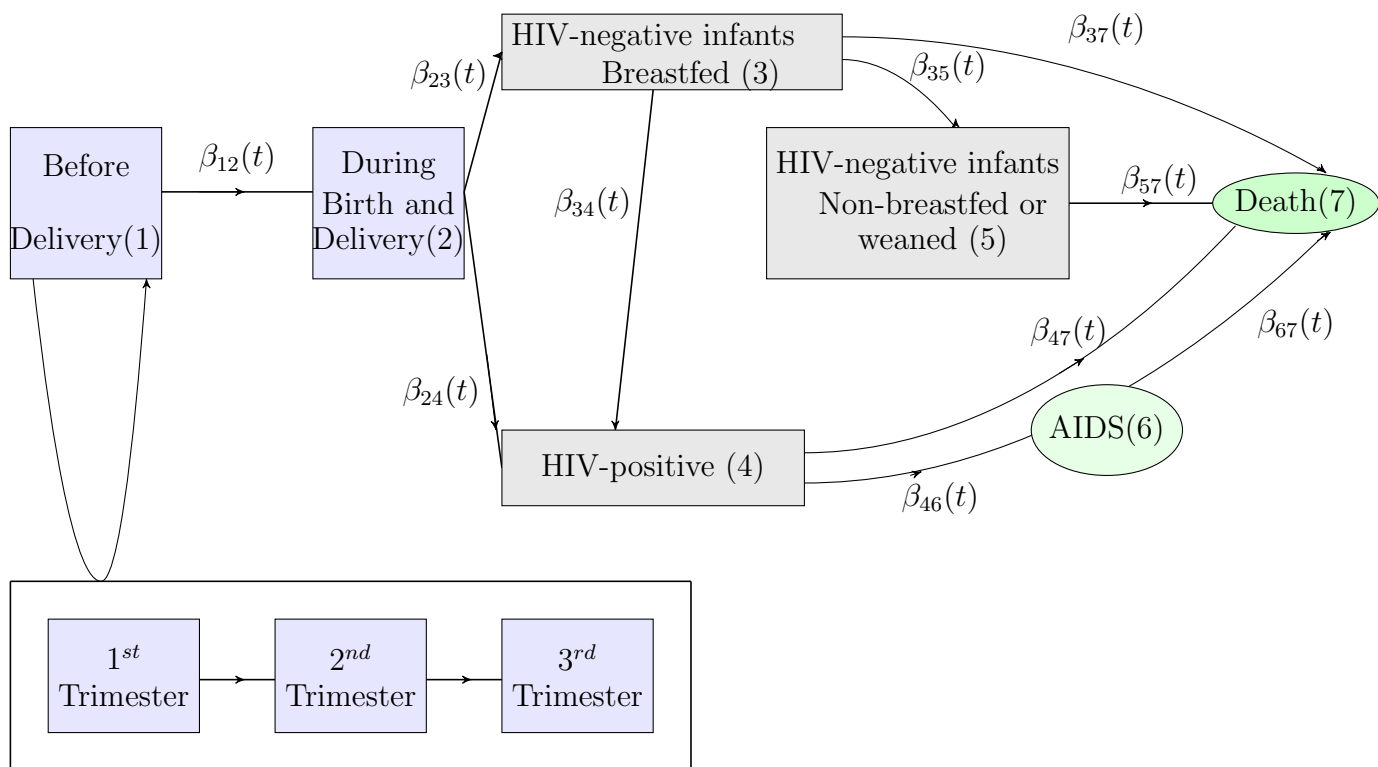 HIV-negative infants
Breastfed (3)
β₃₇(t)
β₂₃(t)
β₃₅(t)
Before
Delivery(1)
β₁₂(t)
During
Birth and
Delivery(2)
β₃₄(t)
HIV-negative infants
Non-breastfed or
weaned (5)
β₅₇(t)
Death(7)
β₂₄(t)
β₄₇(t)
β₆₇(t)
HIV-positive (4)
AIDS(6)
β₄₆(t)
1ˢᵗ
Trimester
2ⁿᵈ
Trimester
3ʳᵈ
Trimester